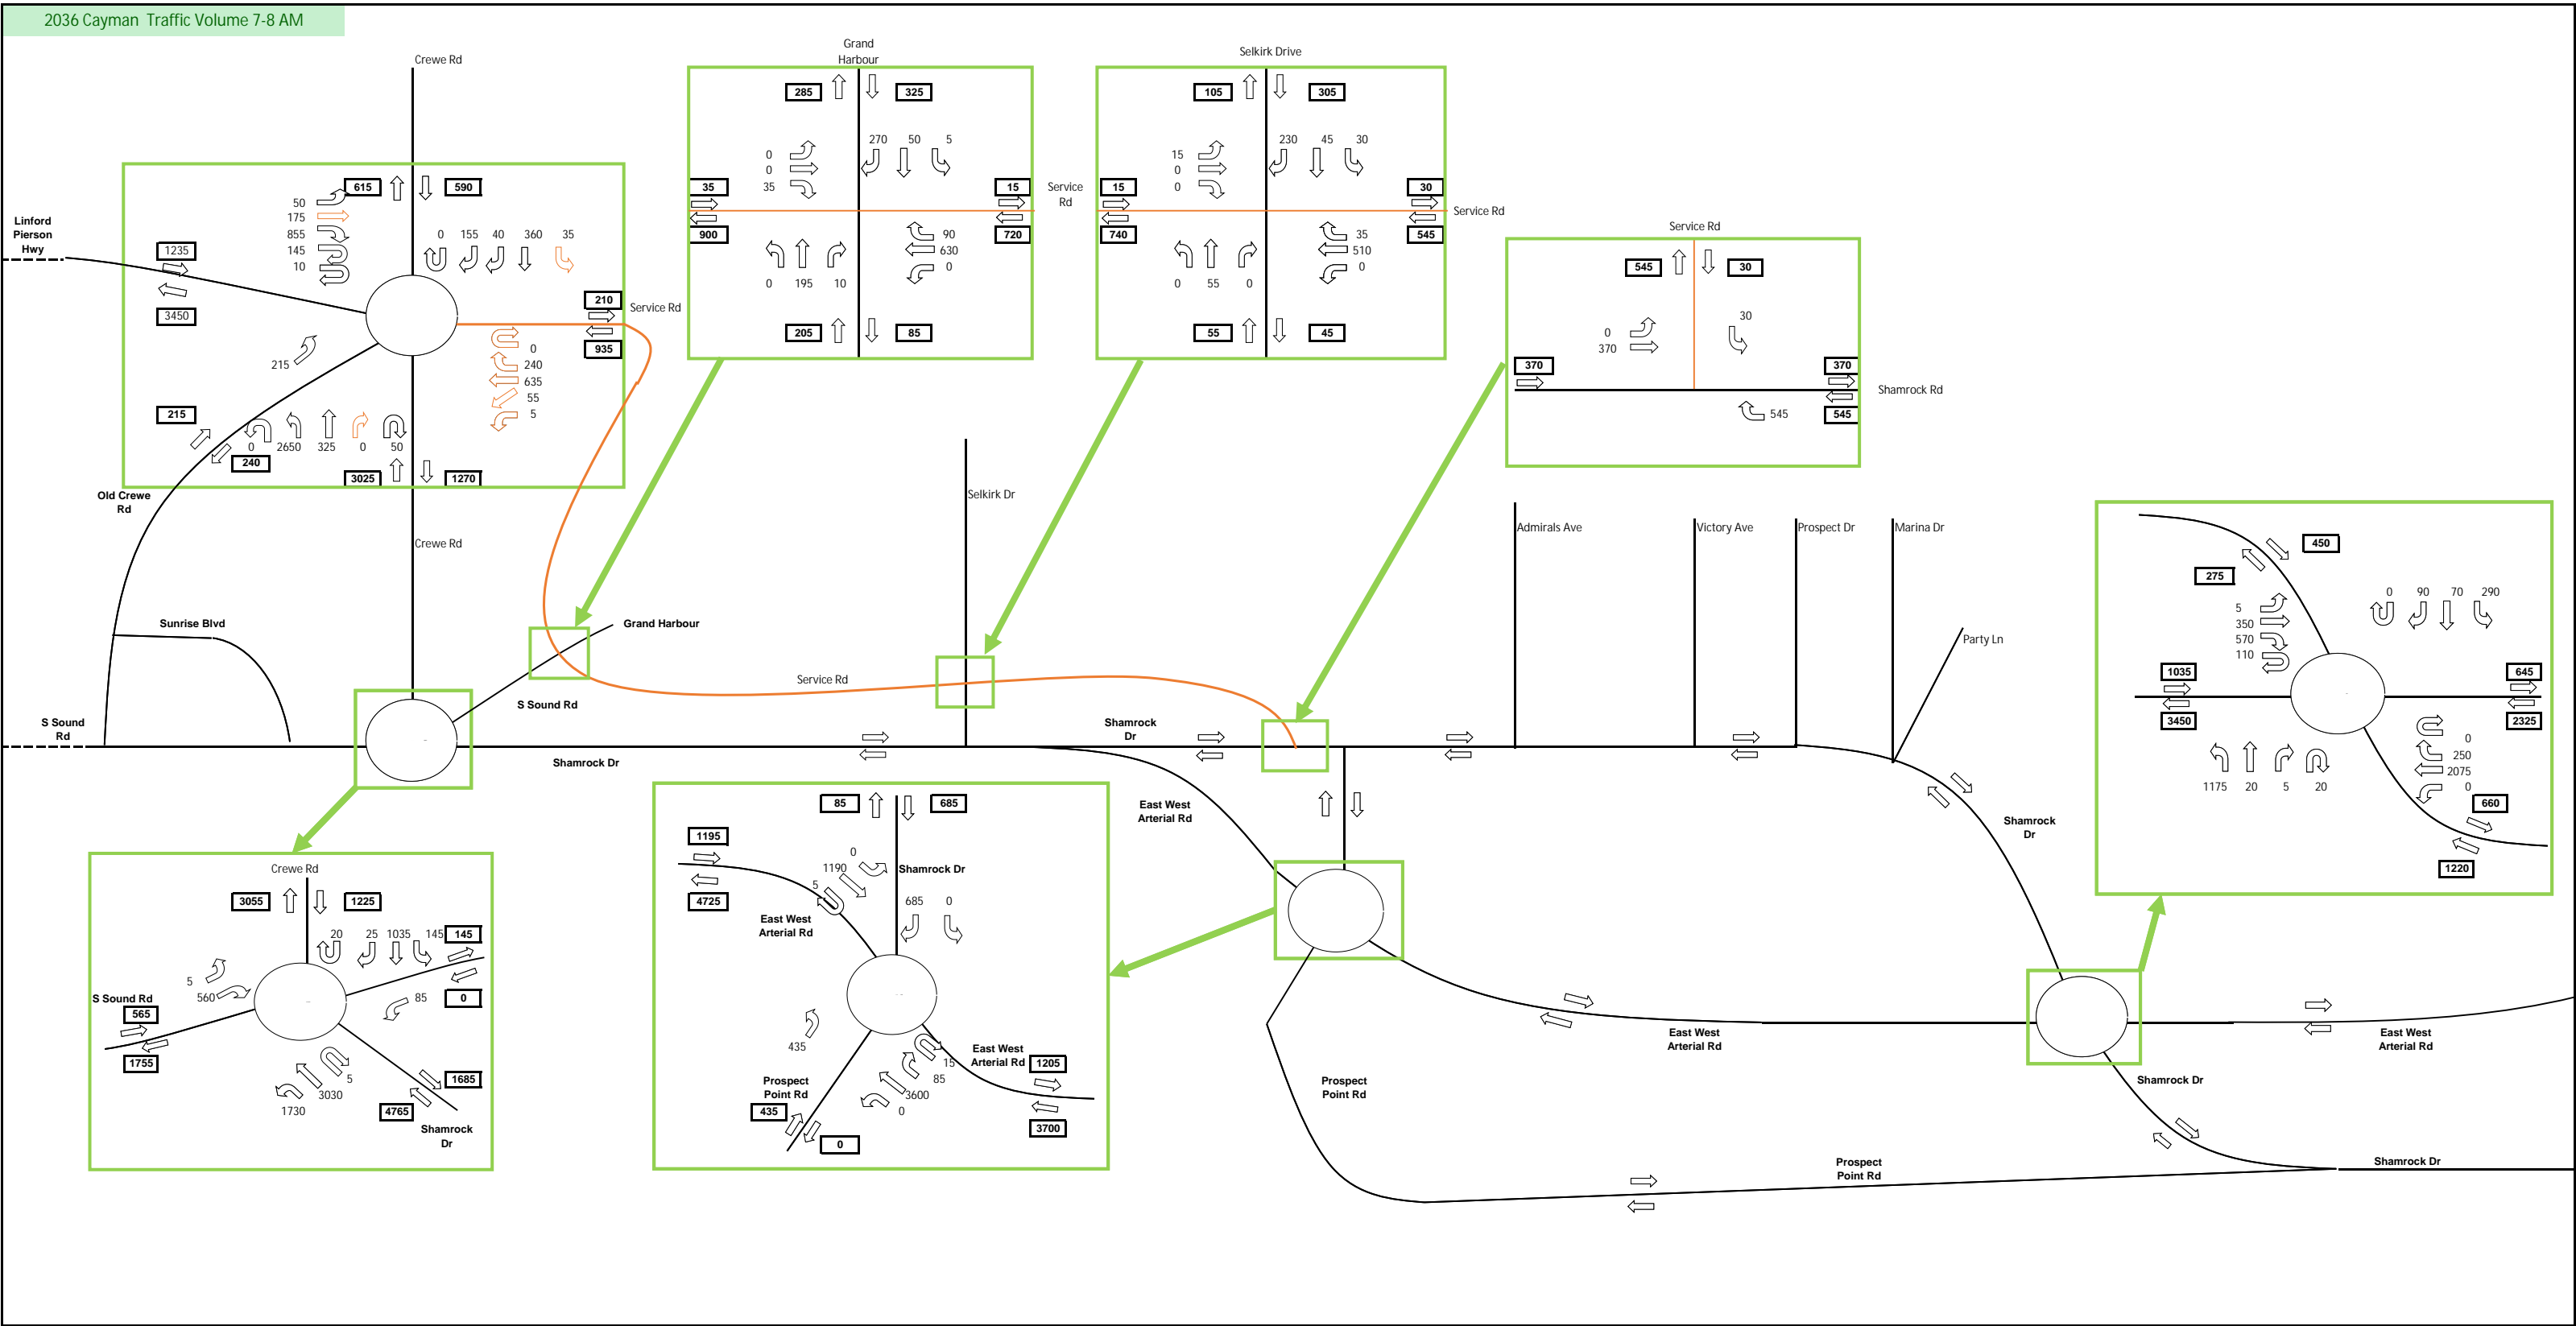 2036 Cayman Traffic Volume 7-8 AM
Crewe Rd
Linford
Pierson
Hwy
1235
3450
615
590
50
175
855
145
10
0 155 40 360 35
210
Service Rd
935
0
240
635
55
5
215
215
0 2650 325 0 50
240
3025
1270
Old Crewe
Rd
Crewe Rd
Grand
Harbour
285
325
270 50 5
0
0
35
35
15
900
720
90
630
0
0 195 10
205
85
Service
Rd
Selkirk Drive
105
305
230 45 30
15
0
0
15
30
740
545
35
510
0
0 55 0
55
45
Service Rd
Service Rd
545
30
30
0
370
370
370
545
545
Shamrock Rd
Selkirk Dr
Admirals Ave
Victory Ave
Prospect Dr
Marina Dr
Party Ln
Sunrise Blvd
Grand Harbour
S Sound Rd
Service Rd
S Sound
Rd
Shamrock Dr
Shamrock
Dr
East West
Arterial Rd
Shamrock
Dr
450
275
0 90 70 290
5
350
570
110
1035
3450
645
2325
0
250
2075
0
1175 20 5 20
660
1220
Crewe Rd
3055
1225
20 25 1035 145
145
5
560
85
0
S Sound Rd
565
1755
5
3030
1730
1685
4765
Shamrock
Dr
85
685
1195
4725
0
1190
5
Shamrock Dr
685 0
East West
Arterial Rd
435
15
85
3600
0
East West
Arterial Rd
1205
3700
Prospect
Point Rd
435
0
Prospect
Point Rd
East West
Arterial Rd
East West
Arterial Rd
Shamrock Dr
Prospect
Point Rd
Shamrock Dr